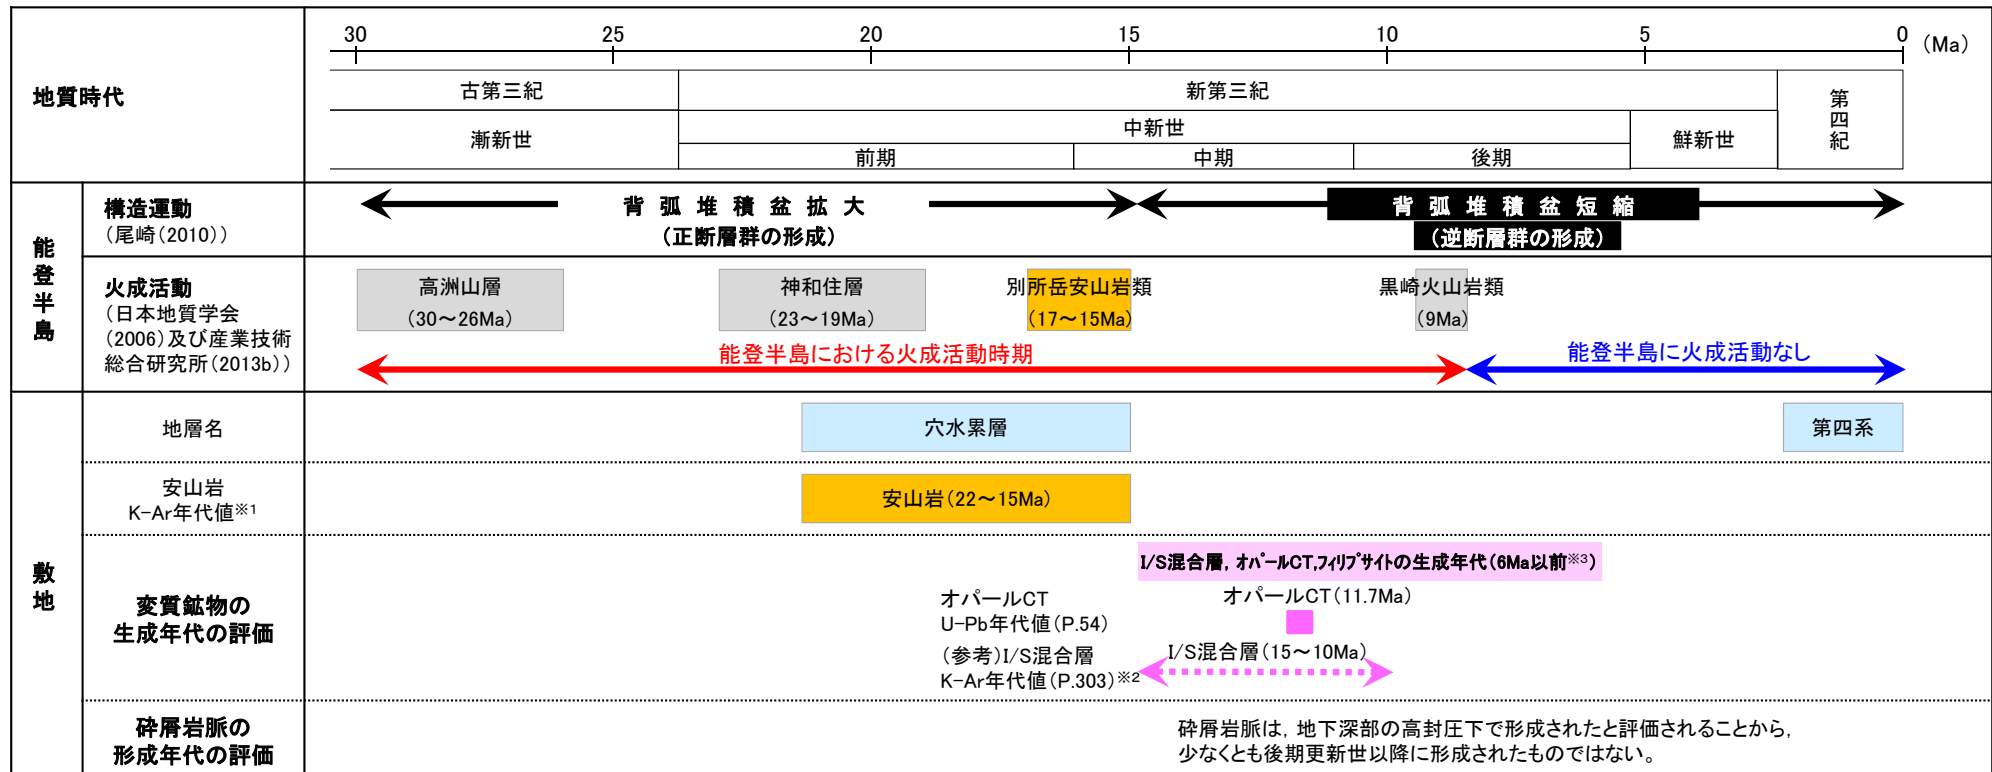 30 25 20 15 10 5 0 (Ma)
地質時代
古第三紀 新第三紀 第四紀
漸新世 中新世 鮮新世
前期 中期 後期
能登半島
構造運動
(尾崎(2010))
背弧堆積盆拡大
(正断層群の形成)
背弧堆積盆短縮
(逆断層群の形成)
火成活動
(日本地質学会
(2006)及び産業技術
総合研究所(2013b))
高洲山層
(30~26Ma)
神和住層
(23~19Ma)
別所岳安山岩類
(17~15Ma)
黒崎火山岩類
(9Ma)
能登半島における火成活動時期
能登半島に火成活動なし
敷地
地層名
穴水累層
第四系
安山岩
K-Ar年代値※1
安山岩(22~15Ma)
変質鉱物の
生成年代の評価
I/S混合層, オパールCT,フィリプサイトの生成年代(6Ma以前※3)
オパールCT
U-Pb年代値(P.54)
オパールCT(11.7Ma)
(参考)I/S混合層
K-Ar年代値(P.303)※2
I/S混合層(15~10Ma)
砕屑岩脈の
形成年代の評価
砕屑岩脈は, 地下深部の高封圧下で形成されたと評価されることから,
少なくとも後期更新世以降に形成されたものではない。